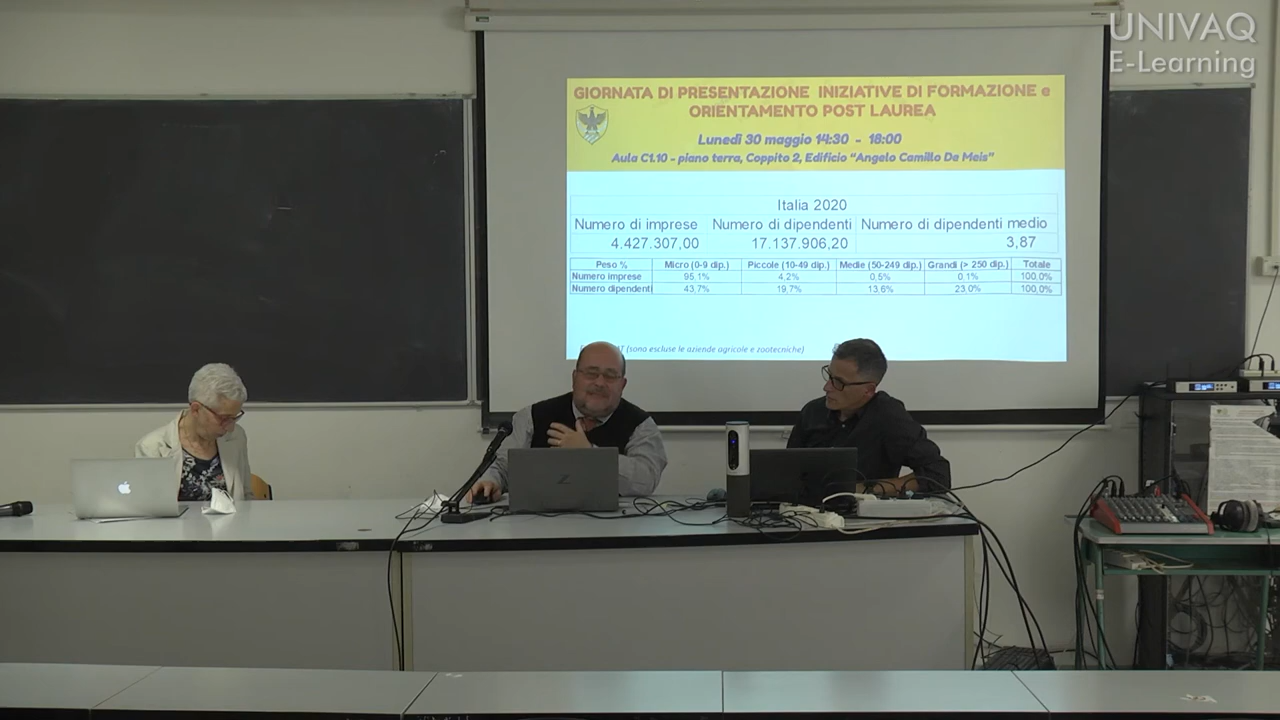 UNIVAQ
E-Learning
GIORNATA DI PRESENTAZIONE INIZIATIVE DI FORMAZIONE e
ORIENTAMENTO POST LAUREA
Lunedì 30 maggio 14:30 - 18:00
Aula C1.10 - piano terra, Coppito 2, Edificio "Angelo Camillo De Meis"
Italia 2020
Numero di imprese Numero di dipendenti Numero di dipendenti medio
4.427.307,00 17.137.906,20 3,87
Peso % Micro (0-9 dip.) Piccole (10-49 dip.) Medie (50-249 dip.) Grandi (> 250 dip.) Totale
Numero imprese 95,1% 4,2% 0,5% 0,1% 100,0%
Numero dipendenti 43,7% 19,7% 13,6% 23,0% 100,0%
(sono escluse le aziende agricole e zootecniche)